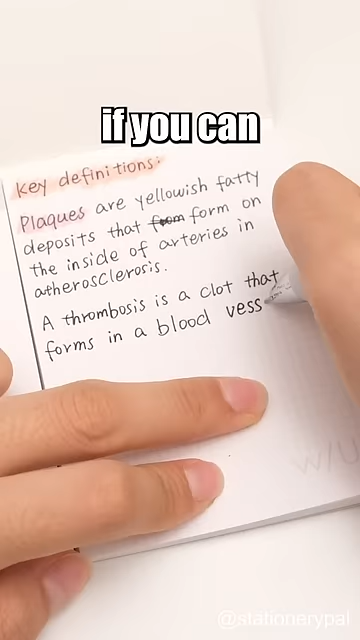 if you can
Key definitions:
Plaques are yellowish fatty
deposits that from form on
the inside of arteries in
atherosclerosis.
A thrombosis is a clot that
forms in a blood vess
W/U
@stationerypal